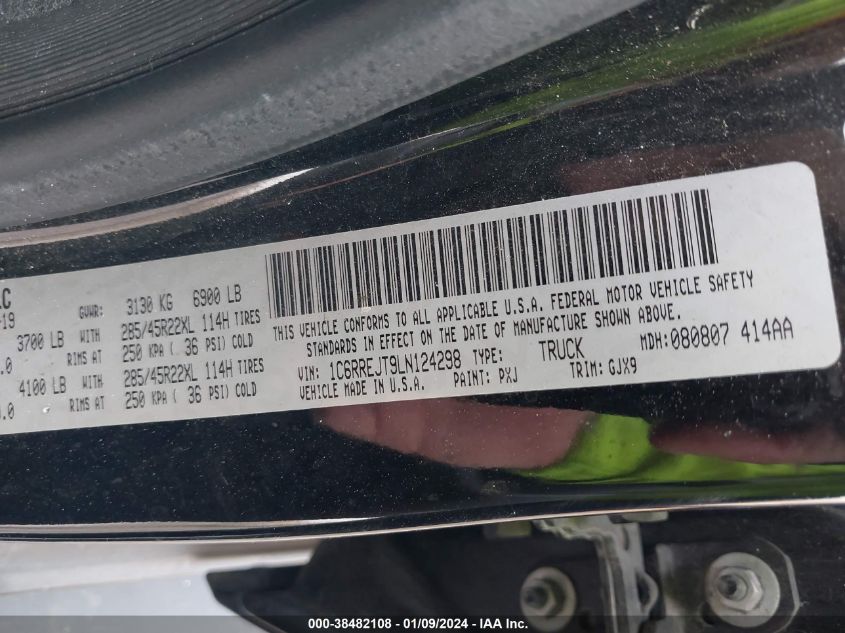 LC
-19
GVWR: 3130 KG 6900 LB
3700 LB WITH 285/45R22XL 114H TIRES
.0 RIMS AT 250 KPA ( 36 PSI) COLD
4100 LB WITH 285/45R22XL 114H TIRES
.0 RIMS AT 250 KPA ( 36 PSI) COLD
THIS VEHICLE CONFORMS TO ALL APPLICABLE U.S.A. FEDERAL MOTOR VEHICLE SAFETY
STANDARDS IN EFFECT ON THE DATE OF MANUFACTURE SHOWN ABOVE.
VIN: 1C6RREJT9LN124298 TYPE: TRUCK MDH:080807 414AA
VEHICLE MADE IN U.S.A. PAINT: PXJ TRIM: GJX9
000-38482108 - 01/09/2024 - IAA Inc.